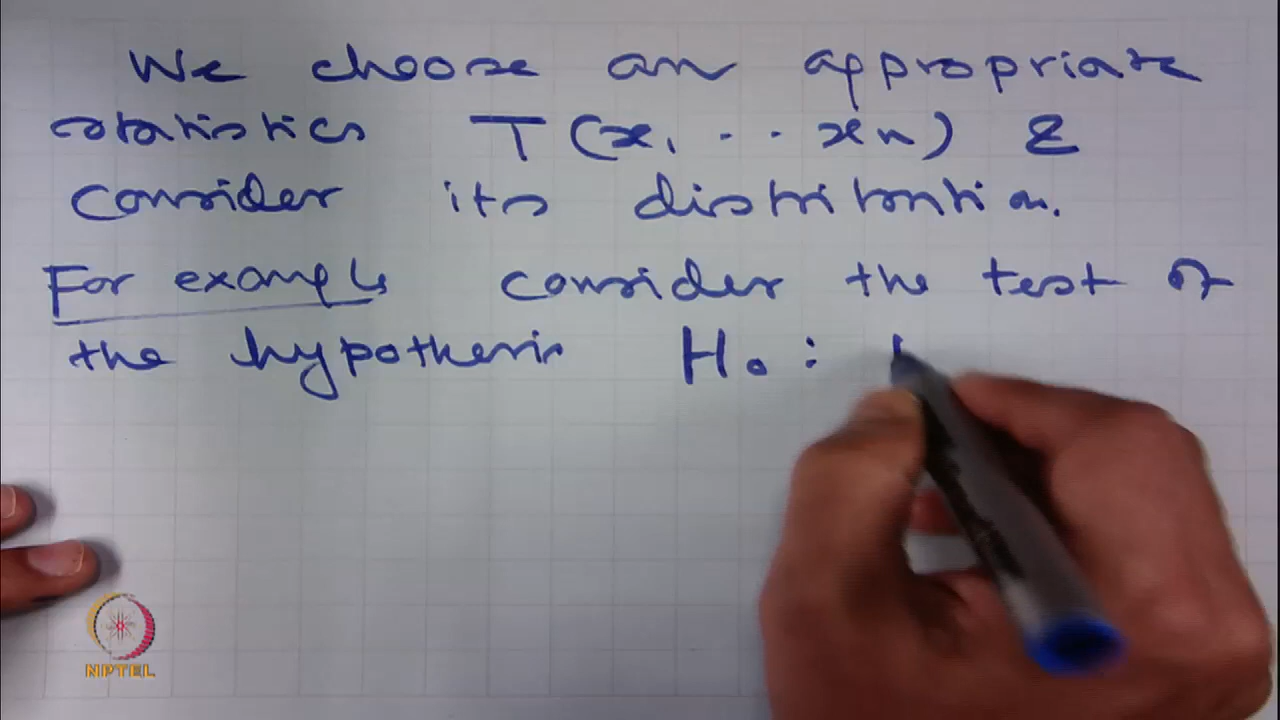 We choose an appropriate
statistics T(x, .. xn) &
consider its distribution.
For example consider the test of
the hypothesis H0 :
NPTEL